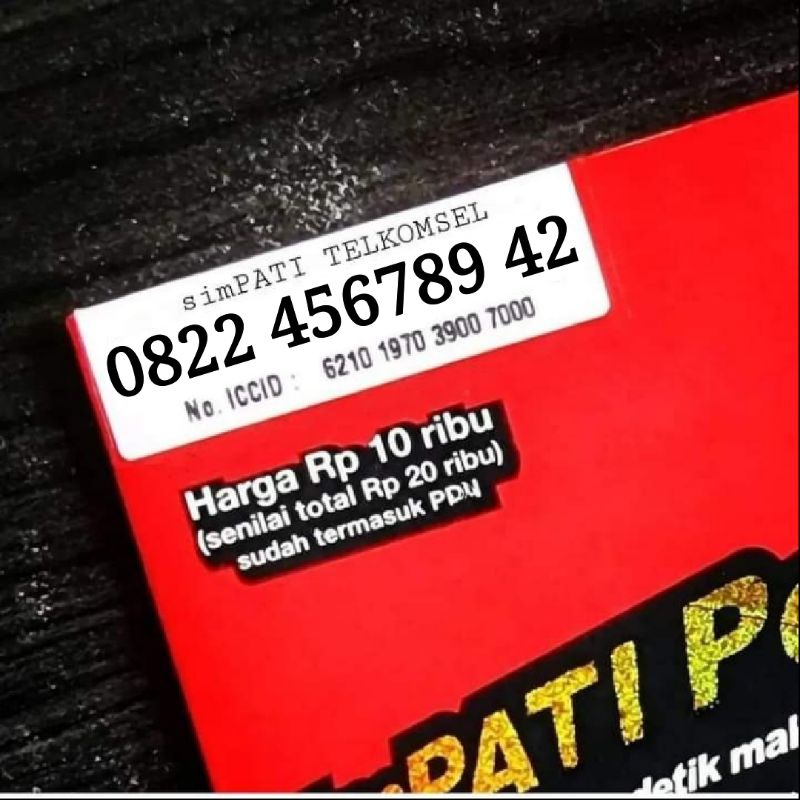 simPATI TELKOMSEL
0822 456789 42
No. ICCID : 6210 1970 3900 7000
Harga Rp 10 ribu
(senilai total Rp 20 ribu)
sudah termasuk PPN
PATI P
detik mal